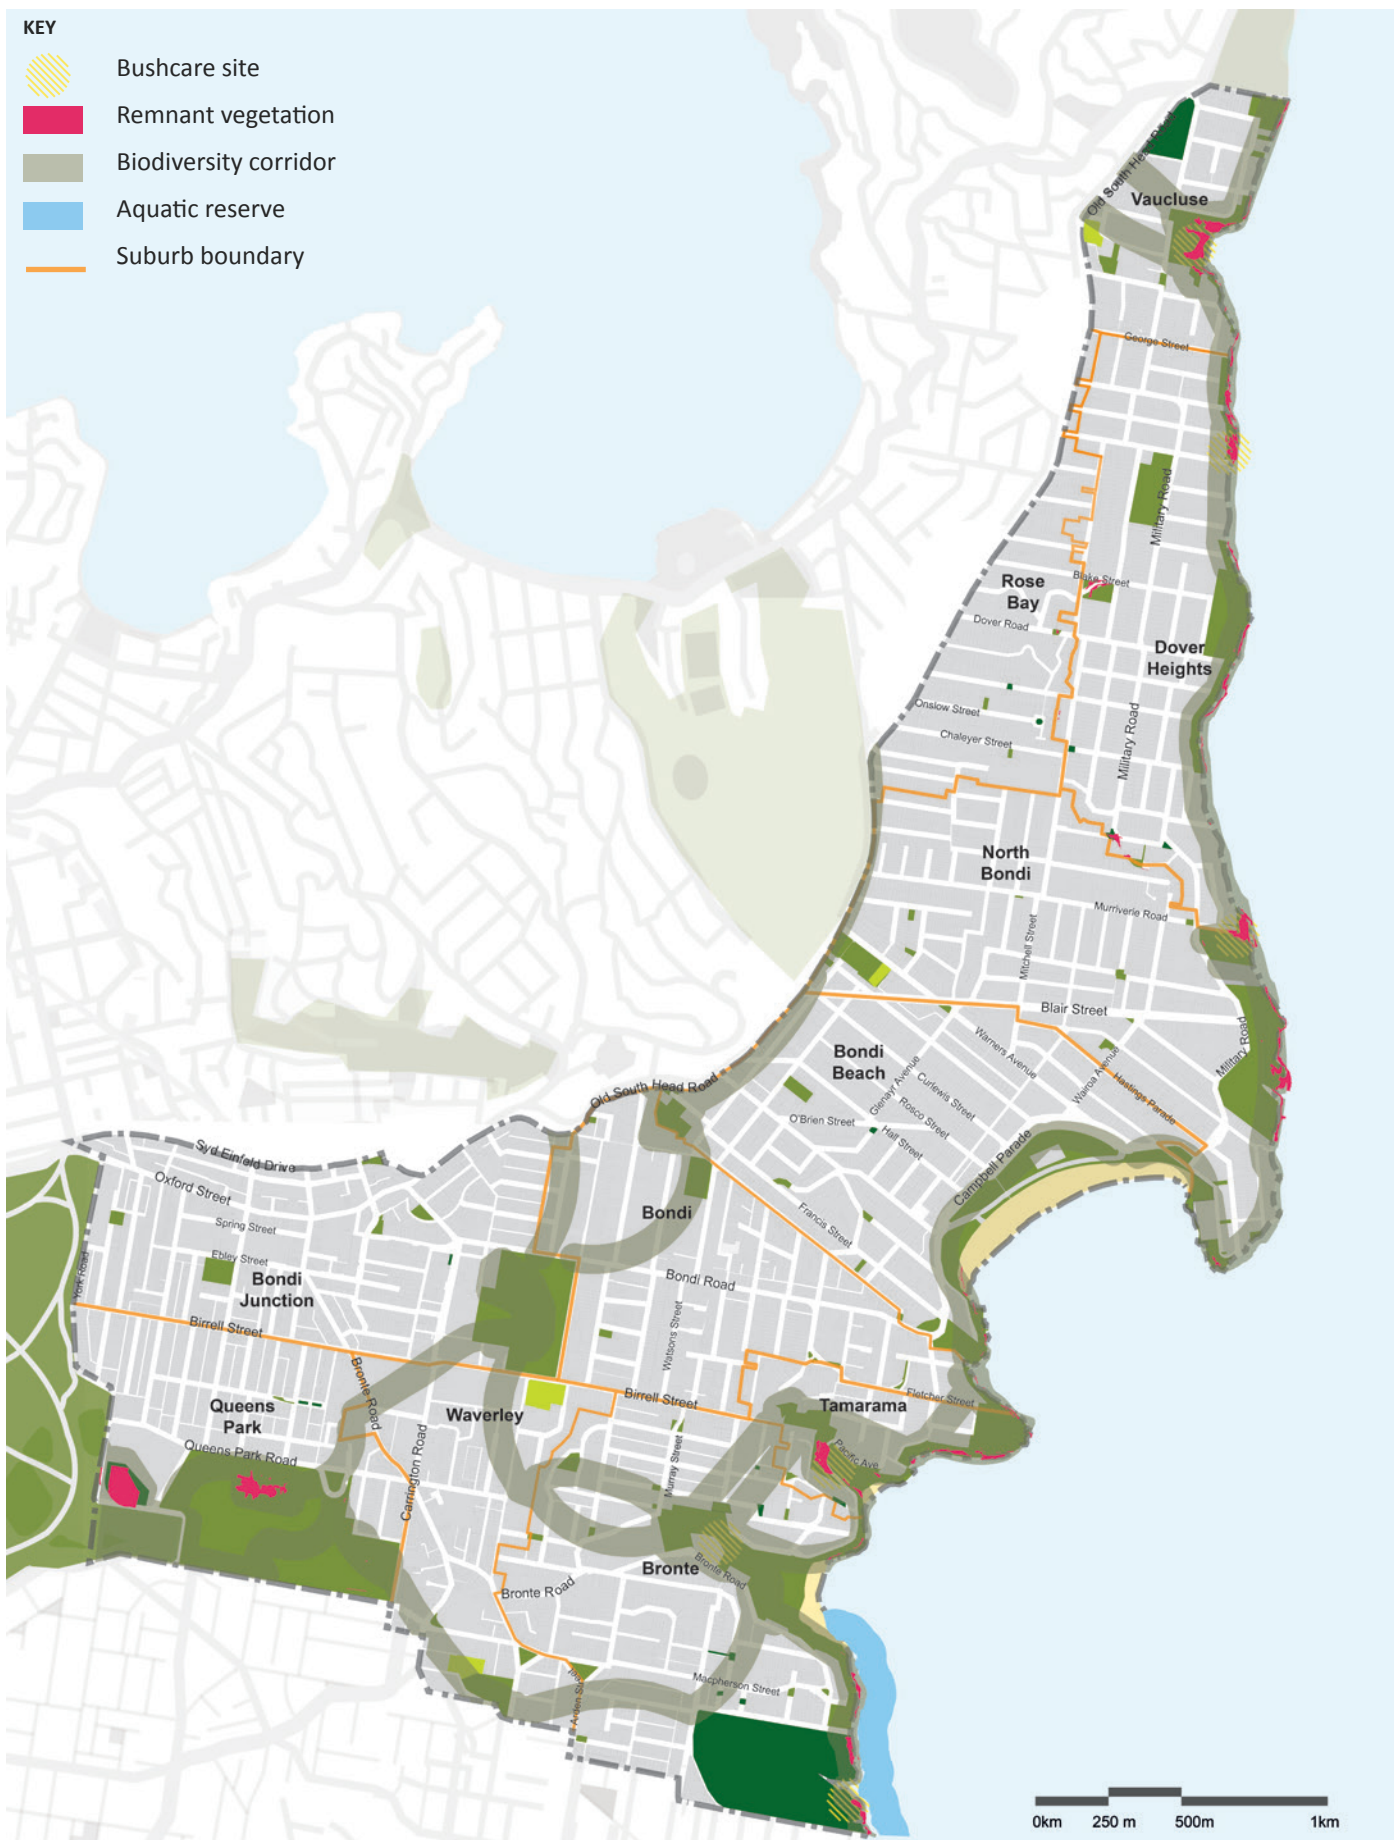 KEY
Bushcare site
Remnant vegetation
Biodiversity corridor
Aquatic reserve
Suburb boundary
Old South Head
Vaucluse
George Street
Military Road
Rose
Bay
Blake Street
Dover Road
Dover
Heights
Onslow Street
Chaleyer Street
Military Road
North
Bondi
Murriverie Road
Mitchell Street
Blair Street
Bondi
Beach
Warners Avenue
Military Road
Glenayr Avenue
Curlewis Street
Wairoa Avenue
Hastings Parade
Old South Head Road
Rosco Street
O'Brien Street
Hall Street
Campbell Parade
Syd Einfeld Drive
Oxford Street
Spring Street
Bondi
Francis Street
Ebley Street
York Road
Bondi
Junction
Bondi Road
Birrell Street
Watsons Street
Bronte Road
Birrell Street
Fletcher Street
Tamarama
Queens
Park
Waverley
Queens Park Road
Carrington Road
Murray Street
Pacific Ave
Bronte
Bronte Road
Bronte Road
Macpherson Street
Arden
0km
250 m
500m
1km